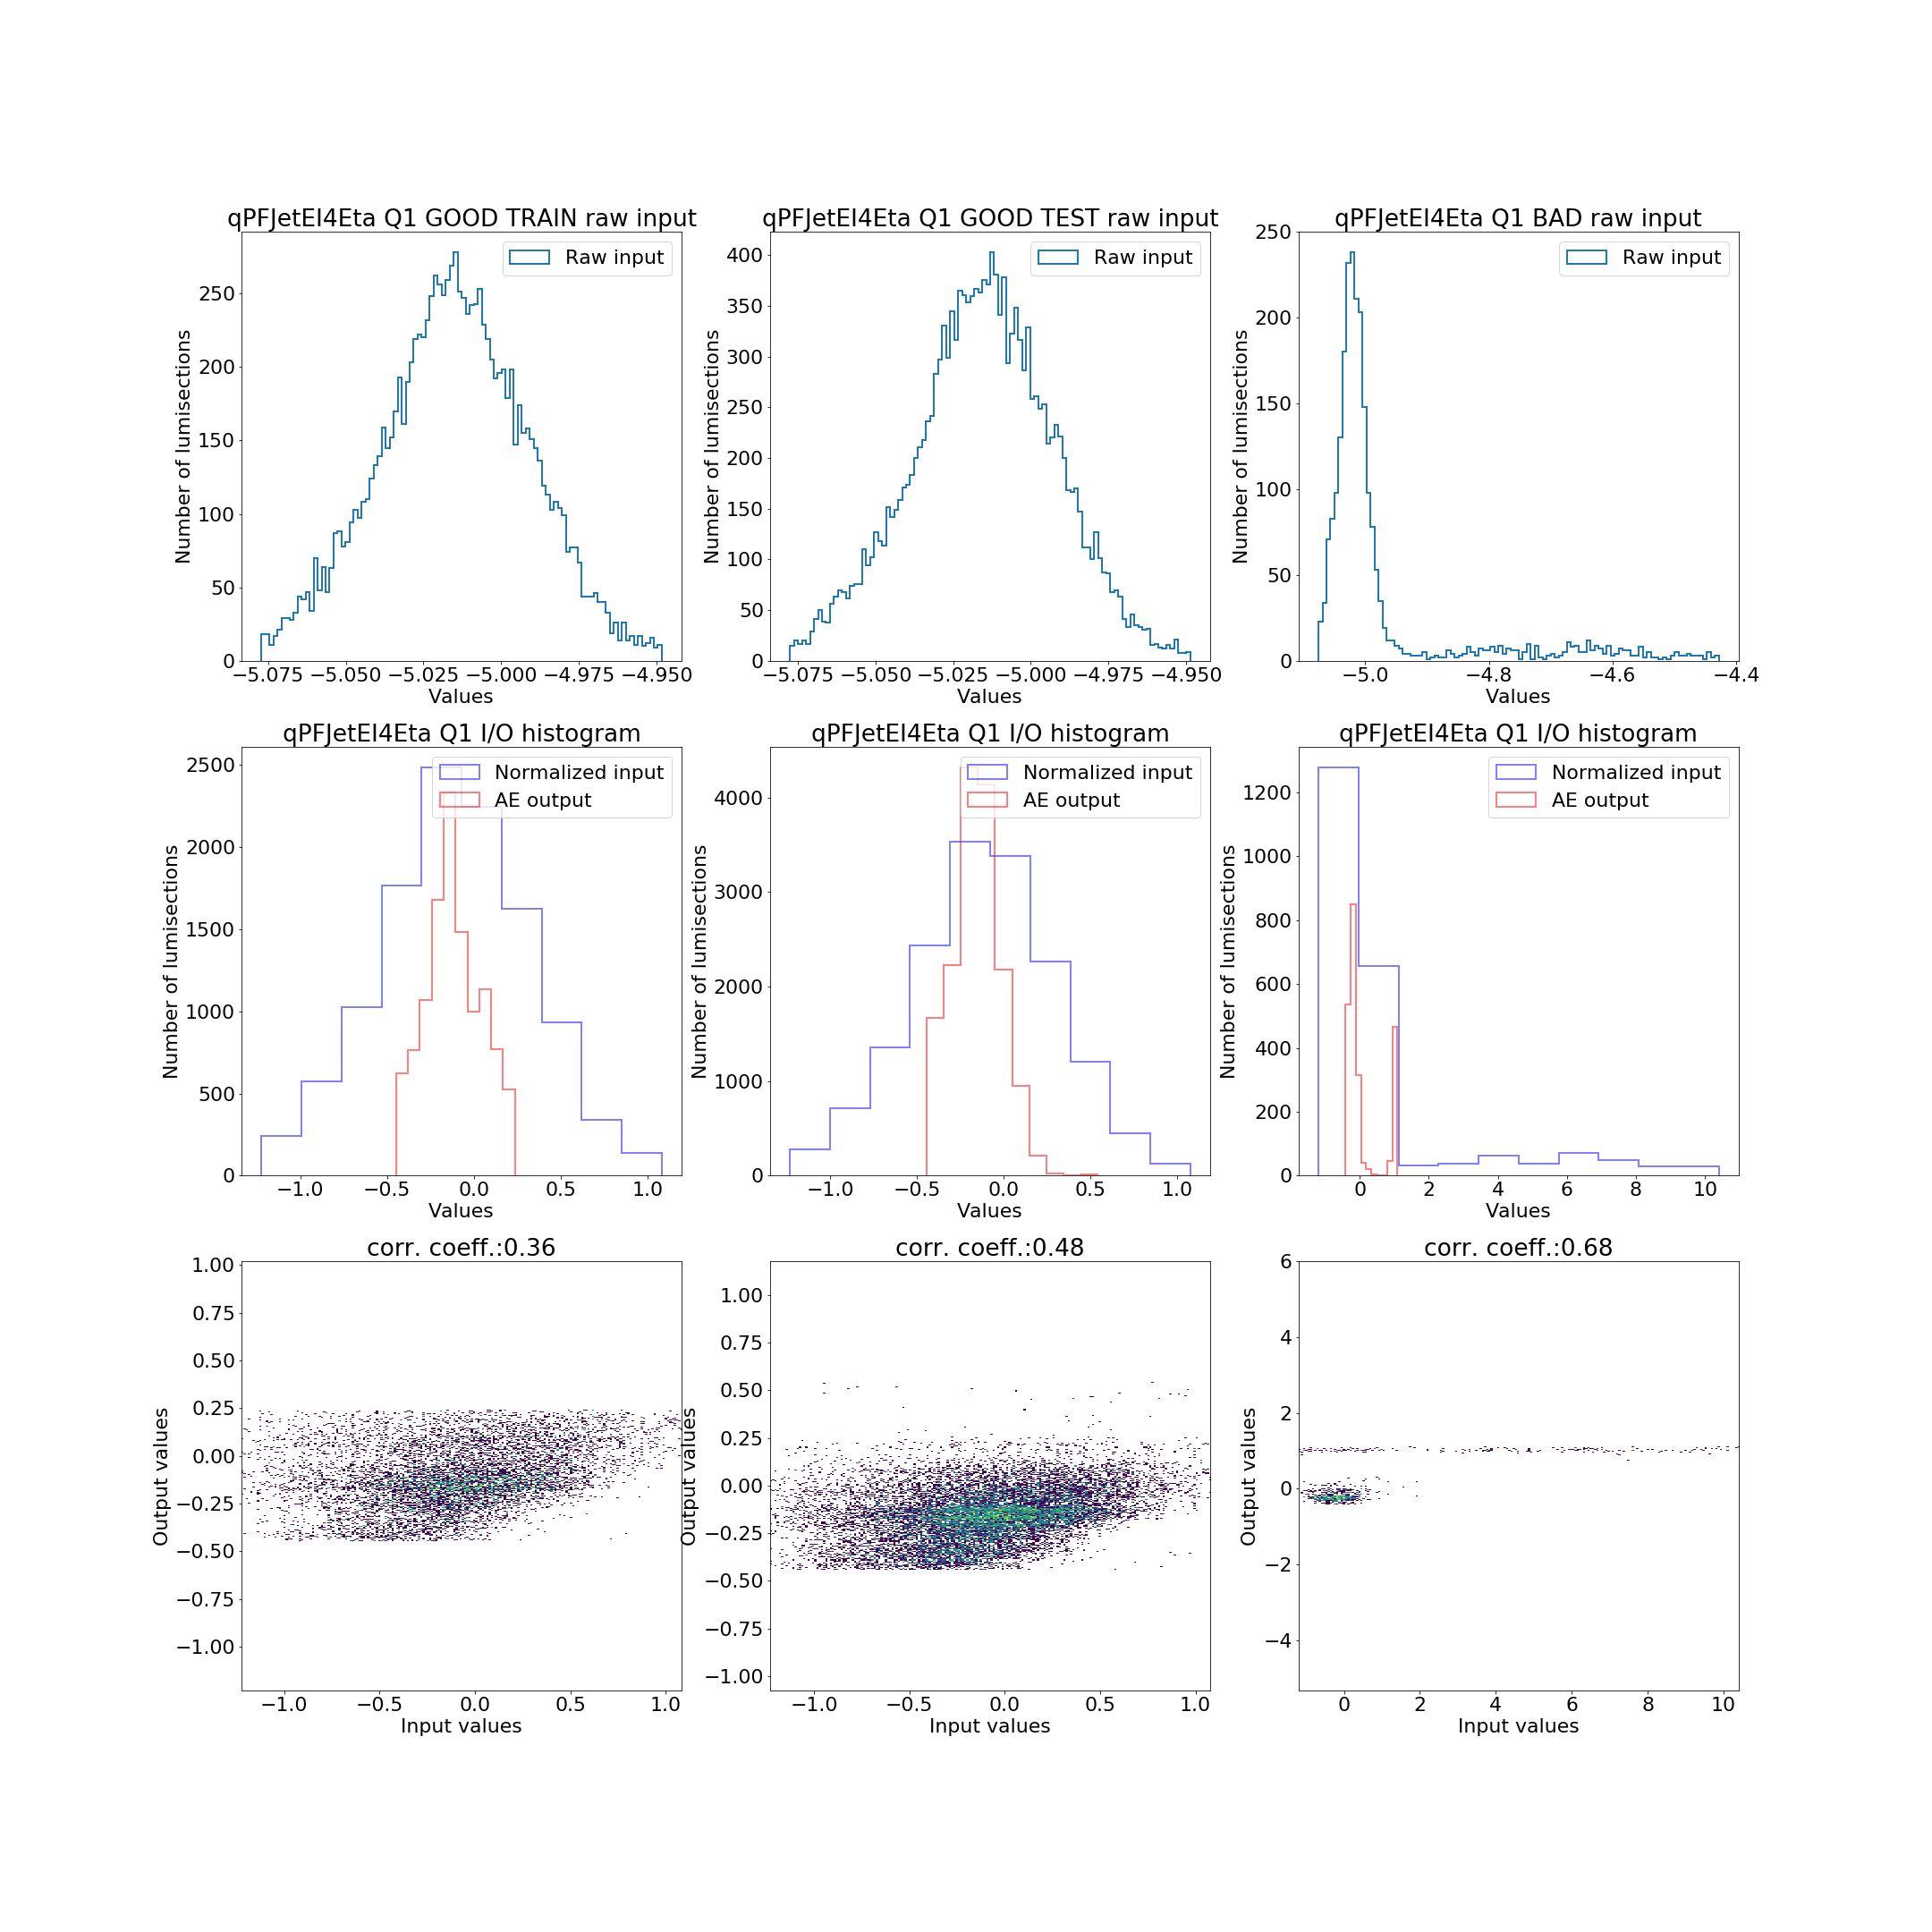 qPFJetEI4Eta Q1 GOOD TRAIN raw input
Raw input
Number of lumisections
0
50
100
150
200
250
−5.075 −5.050 −5.025 −5.000 −4.975 −4.950
Values
qPFJetEI4Eta Q1 GOOD TEST raw input
Raw input
Number of lumisections
0
50
100
150
200
250
300
350
400
−5.075 −5.050 −5.025 −5.000 −4.975 −4.950
Values
qPFJetEI4Eta Q1 BAD raw input
Raw input
Number of lumisections
0
50
100
150
200
250
−5.0 −4.8 −4.6 −4.4
Values
qPFJetEI4Eta Q1 I/O histogram
Normalized input
AE output
Number of lumisections
0
500
1000
1500
2000
2500
−1.0 −0.5 0.0 0.5 1.0
Values
qPFJetEI4Eta Q1 I/O histogram
Normalized input
AE output
Number of lumisections
0
1000
2000
3000
4000
−1.0 −0.5 0.0 0.5 1.0
Values
qPFJetEI4Eta Q1 I/O histogram
Normalized input
AE output
Number of lumisections
0
200
400
600
800
1000
1200
0 2 4 6 8 10
Values
corr. coeff.:0.36
Output values
1.00
0.75
0.50
0.25
0.00
−0.25
−0.50
−0.75
−1.00
−1.0 −0.5 0.0 0.5 1.0
Input values
corr. coeff.:0.48
Output values
1.00
0.75
0.50
0.25
0.00
−0.25
−0.50
−0.75
−1.00
−1.0 −0.5 0.0 0.5 1.0
Input values
corr. coeff.:0.68
Output values
6
4
2
0
−2
−4
0 2 4 6 8 10
Input values